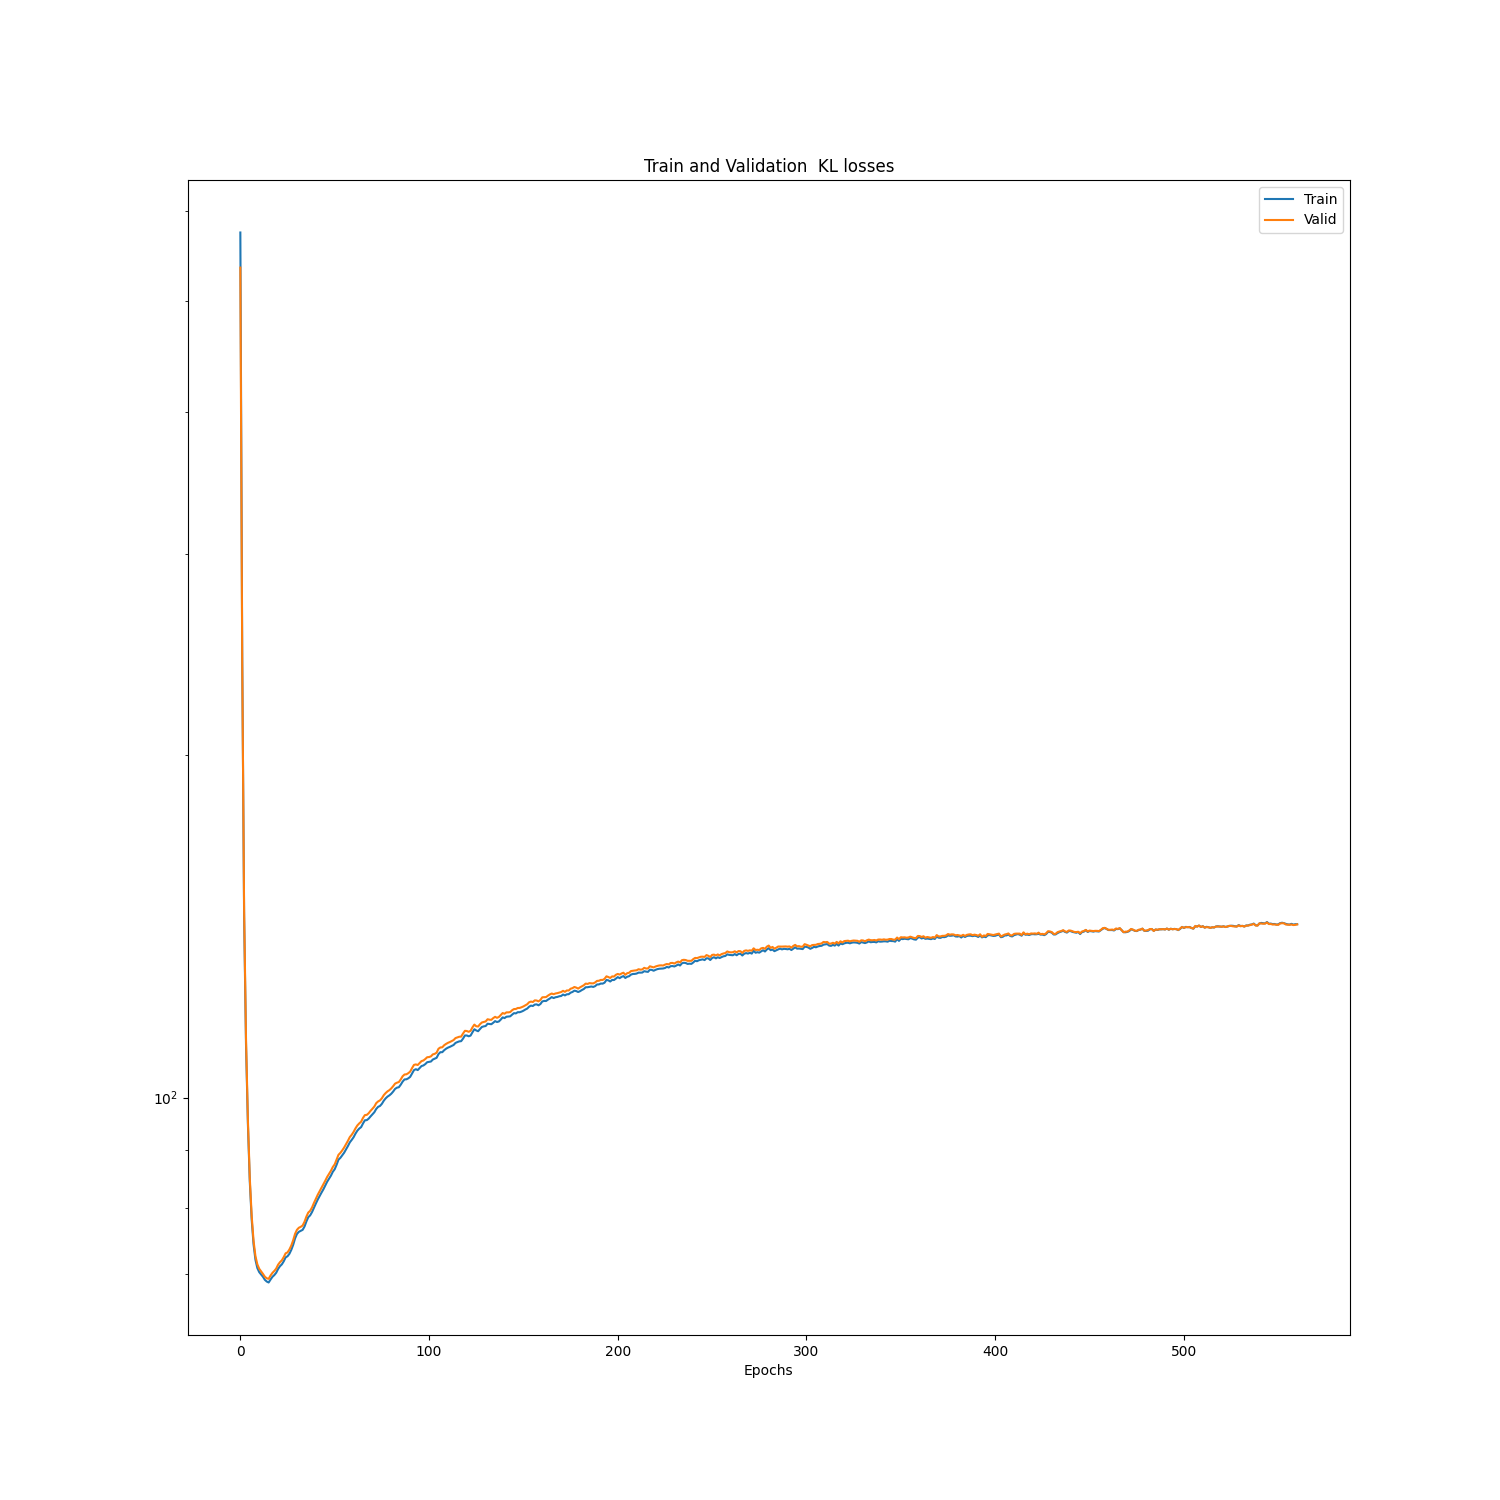 Train and Validation  KL losses
Train
Valid
10²
0 100 200 300 400 500
Epochs